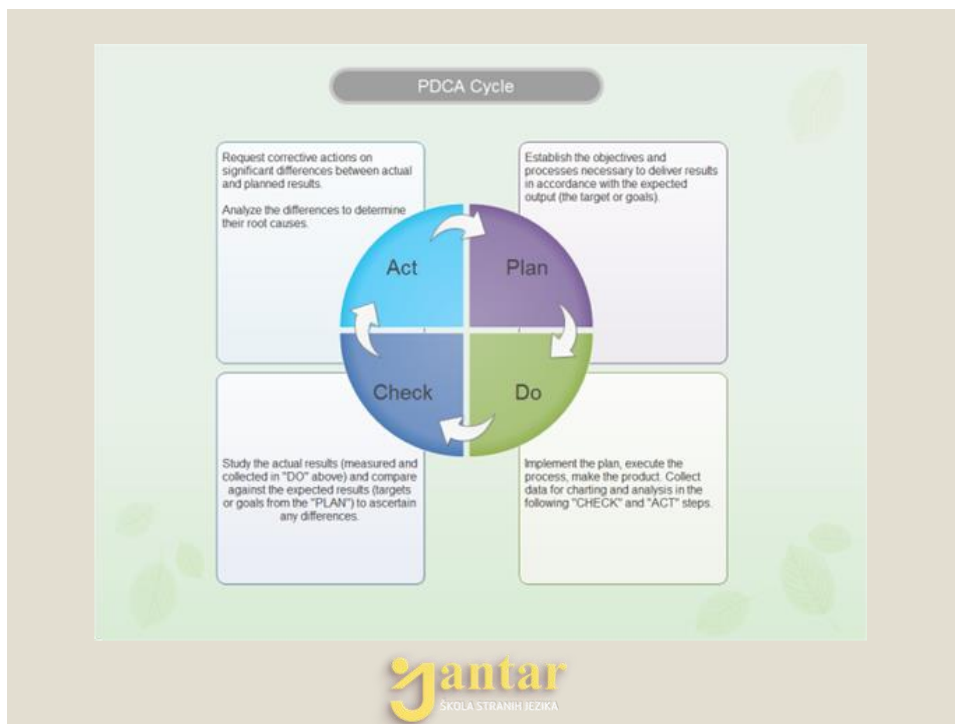 PDCA Cycle
Request corrective actions on
significant differences between actual
and planned results.
Analyze the differences to determine
their root causes.
Establish the objectives and
processes necessary to deliver results
in accordance with the expected
output (the target or goals).
Act
Plan
Check
Do
Study the actual results (measured and
collected in "DO" above) and compare
against the expected results (targets
or goals from the "PLAN") to ascertain
any differences.
Implement the plan, execute the
process, make the product. Collect
data for charting and analysis in the
following "CHECK" and "ACT" steps.
jantar
ŠKOLA STRANIH JEZIKA